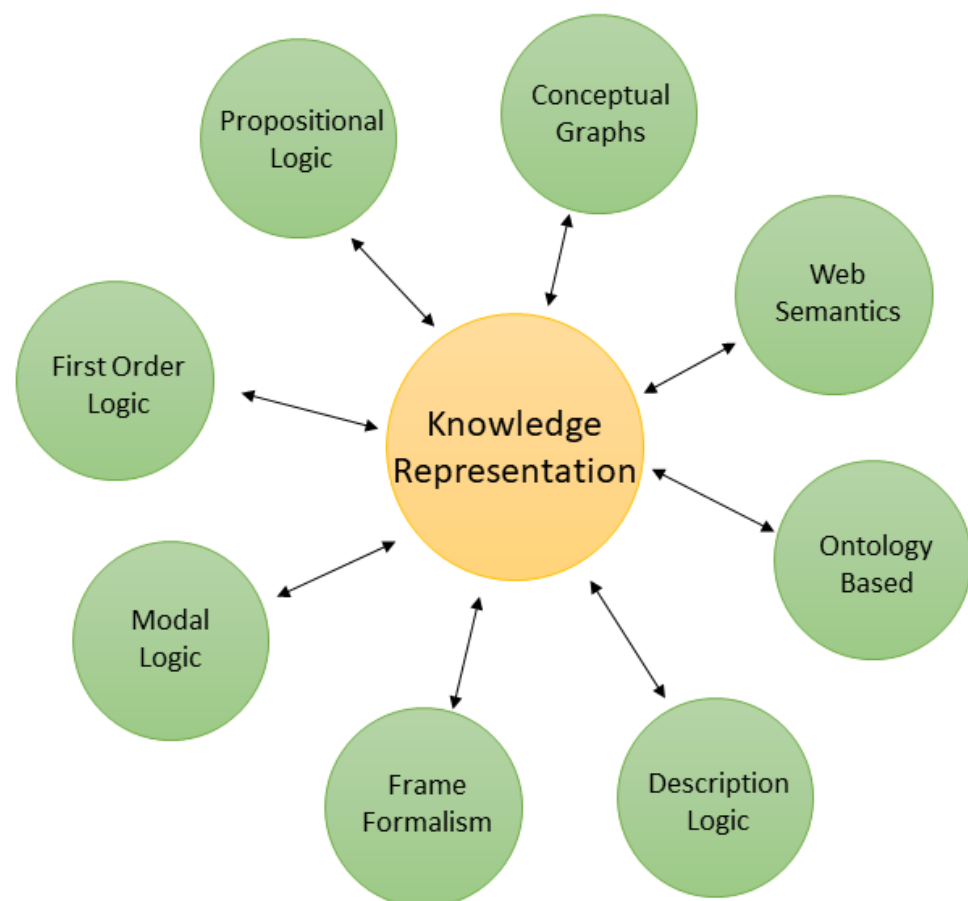 Conceptual
Graphs
Propositional
Logic
Web
Semantics
First Order
Logic
Knowledge
Representation
Ontology
Based
Modal
Logic
Frame
Formalism
Description
Logic